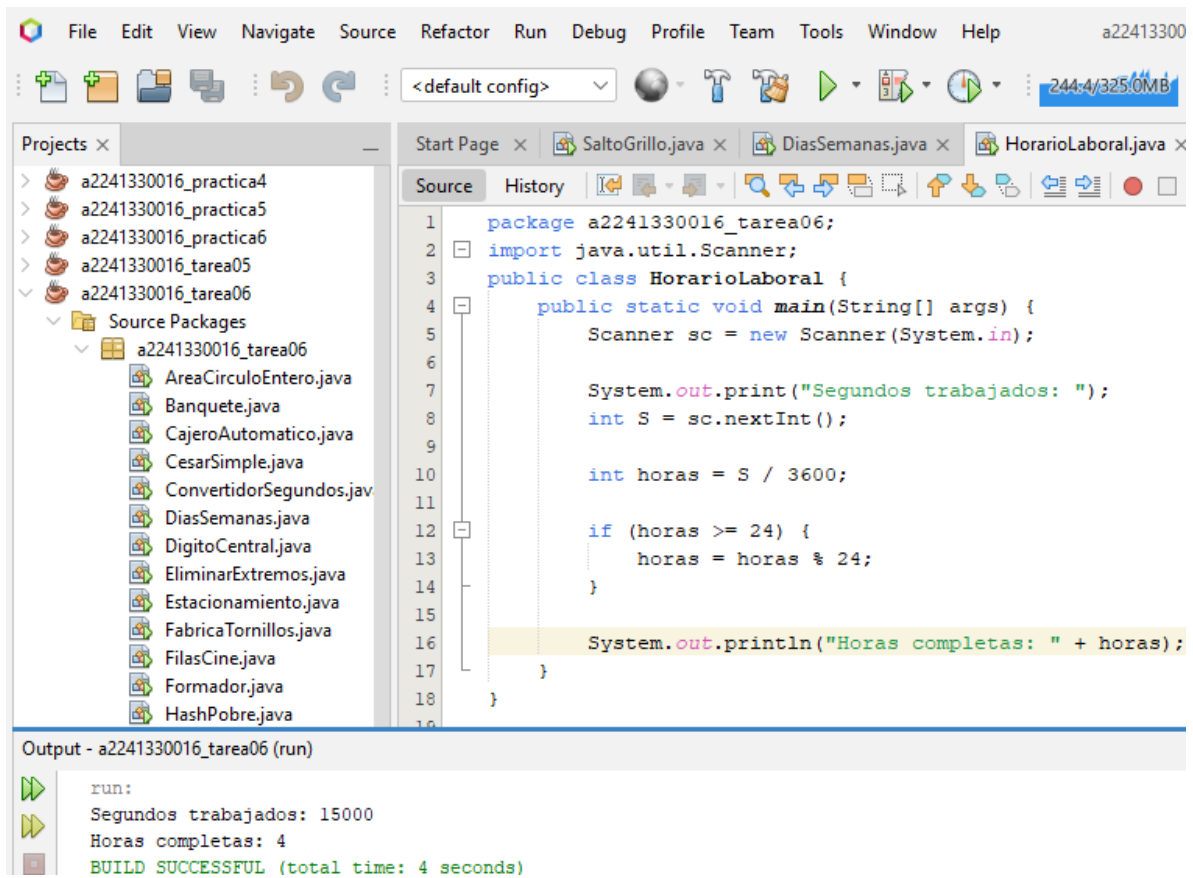 File Edit View Navigate Source Refactor Run Debug Profile Team Tools Window Help a22413300
<default config> 244.4/325.0MB
Projects
Start Page SaltoGrillo.java DiasSemanas.java HorarioLaboral.java
a2241330016_practica4
a2241330016_practica5
a2241330016_practica6
a2241330016_tarea05
a2241330016_tarea06
Source Packages
a2241330016_tarea06
AreaCirculoEntero.java
Banquete.java
CajeroAutomatico.java
CesarSimple.java
ConvertidorSegundos.jav
DiasSemanas.java
DigitoCentral.java
EliminarExtremos.java
Estacionamiento.java
FabricaTornillos.java
FilasCine.java
Formador.java
HashPobre.java
Source History
1 package a2241330016_tarea06;
2 import java.util.Scanner;
3 public class HorarioLaboral {
4 public static void main(String[] args) {
5 Scanner sc = new Scanner(System.in);
6
7 System.out.print("Segundos trabajados: ");
8 int S = sc.nextInt();
9
10 int horas = S / 3600;
11
12 if (horas >= 24) {
13 horas = horas % 24;
14 }
15
16 System.out.println("Horas completas: " + horas);
17 }
18 }
19
Output - a2241330016_tarea06 (run)
run:
Segundos trabajados: 15000
Horas completas: 4
BUILD SUCCESSFUL (total time: 4 seconds)